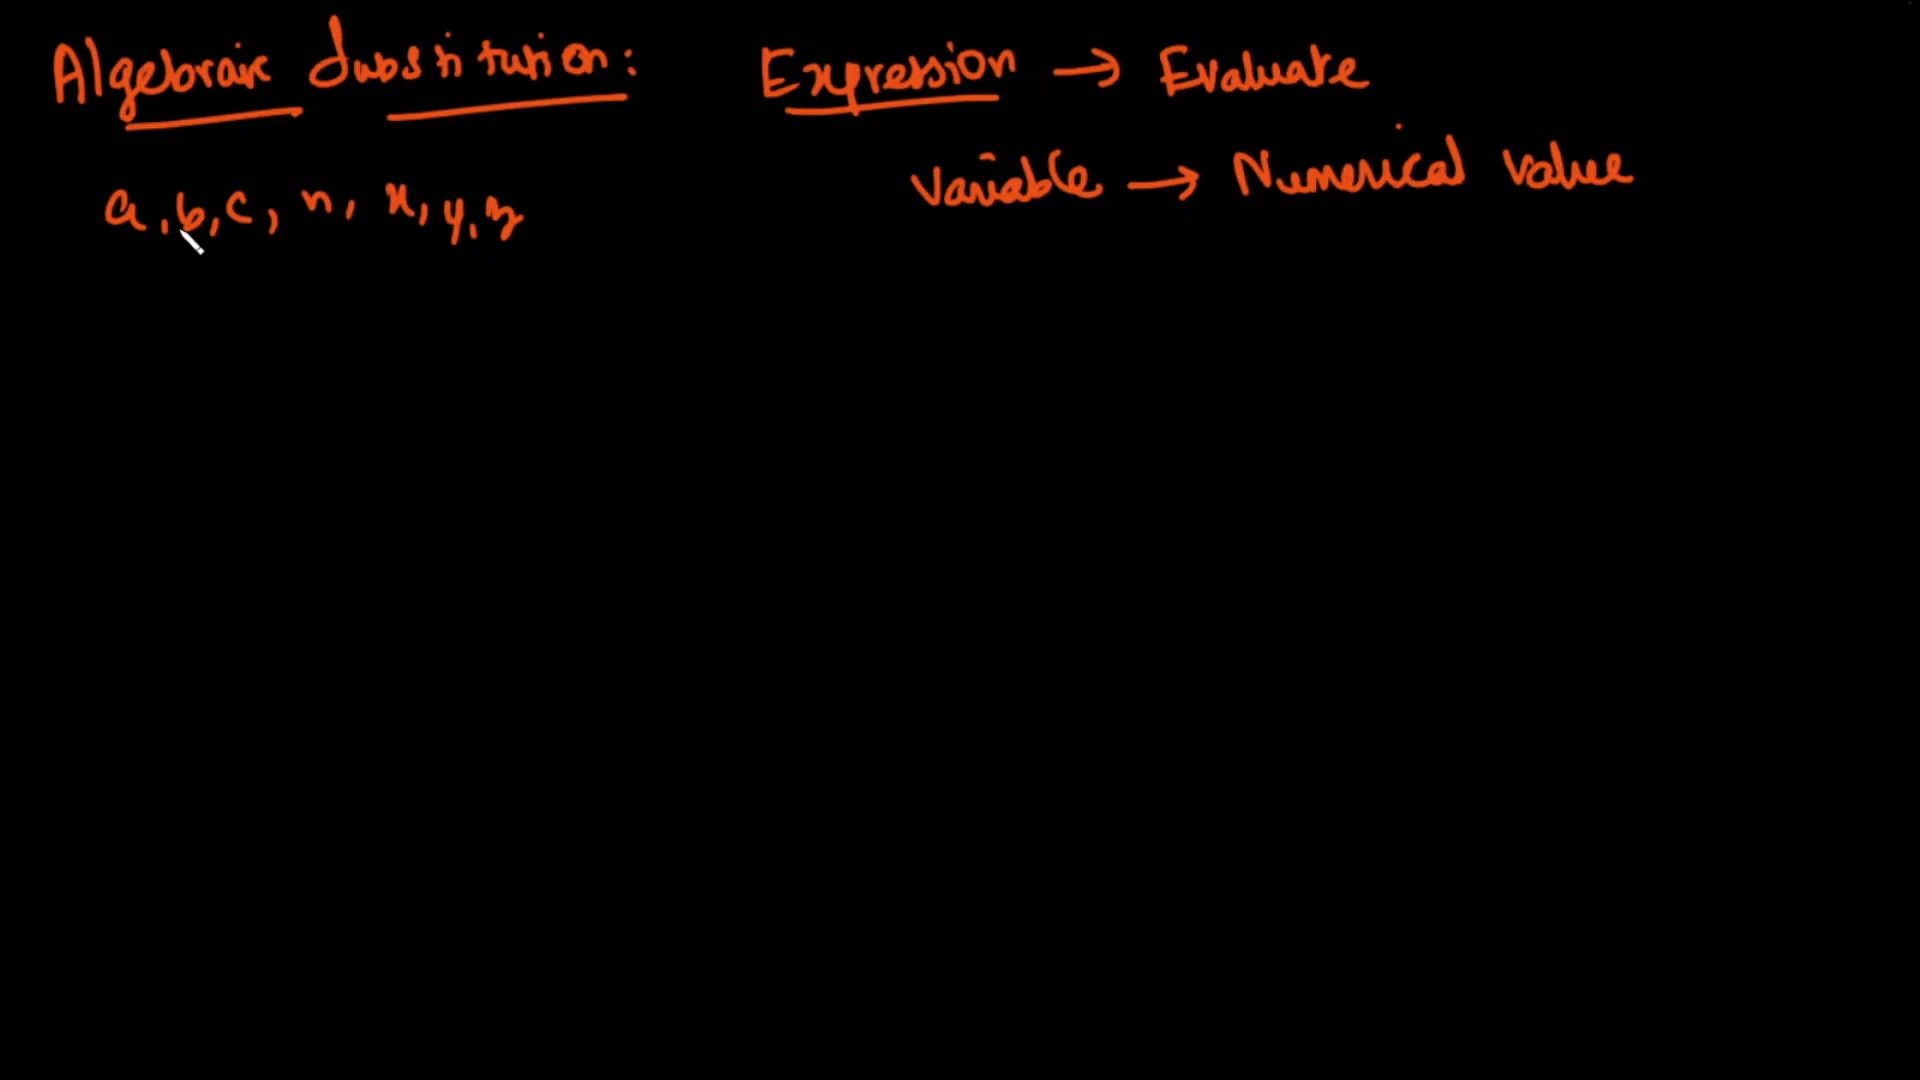 Algebraic Substitution: Expression → Evaluate
Variable → Numerical value
a, b, c, n, x, y, z